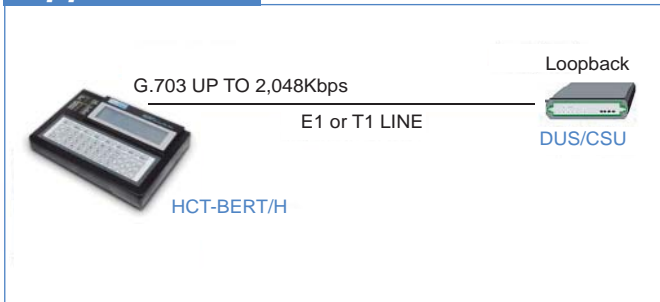 G.703 UP TO 2,048Kbps
Loopback
E1 or T1 LINE
DUS/CSU
HCT-BERT/H